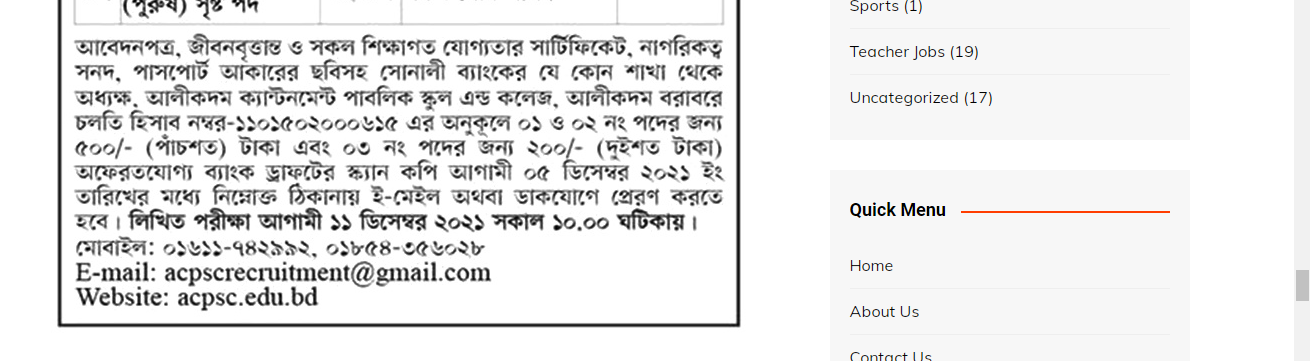 (পুরুষ) সৃষ্ট পদ
আবেদনপত্র, জীবনবৃত্তান্ত ও সকল শিক্ষাগত যোগ্যতার সার্টিফিকেট, নাগরিকত্ব
সনদ, পাসপোর্ট আকারের ছবিসহ সোনালী ব্যাংকের যে কোন শাখা থেকে
অধ্যক্ষ, আলীকদম ক্যান্টনমেন্ট পাবলিক স্কুল এন্ড কলেজ, আলীকদম বরাবরে
চলতি হিসাব নম্বর-১১০১৫০২০০০৬১৫ এর অনুকূলে ০১ ও ০২ নং পদের জন্য
৫০০/- (পাঁচশত) টাকা এবং ০৩ নং পদের জন্য ২০০/- (দুইশত টাকা)
অফেরতযোগ্য ব্যাংক ড্রাফটের স্ক্যান কপি আগামী ০৫ ডিসেম্বর ২০২১ ইং
তারিখের মধ্যে নিম্নোক্ত ঠিকানায় ই-মেইল অথবা ডাকযোগে প্রেরণ করতে
হবে। লিখিত পরীক্ষা আগামী ১১ ডিসেম্বর ২০২১ সকাল ১০.০০ ঘটিকায়।
মোবাইল: ০১৬১১-৭৪২৯৯২, ০১৮৫৪-৩৫৬০২৮
E-mail: acpscrecruitment@gmail.com
Website: acpsc.edu.bd
Sports (1)
Teacher Jobs (19)
Uncategorized (17)
Quick Menu
Home
About Us
Contact Us